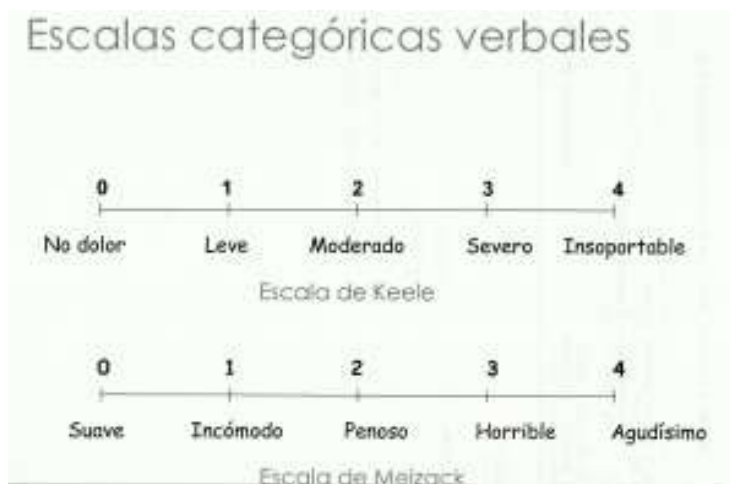 Escalas categóricas verbales
0 1 2 3 4
No dolor Leve Moderado Severo Insoportable
Escala de Keele
0 1 2 3 4
Suave Incómodo Penoso Horrible Agudísimo
Escala de Melzack